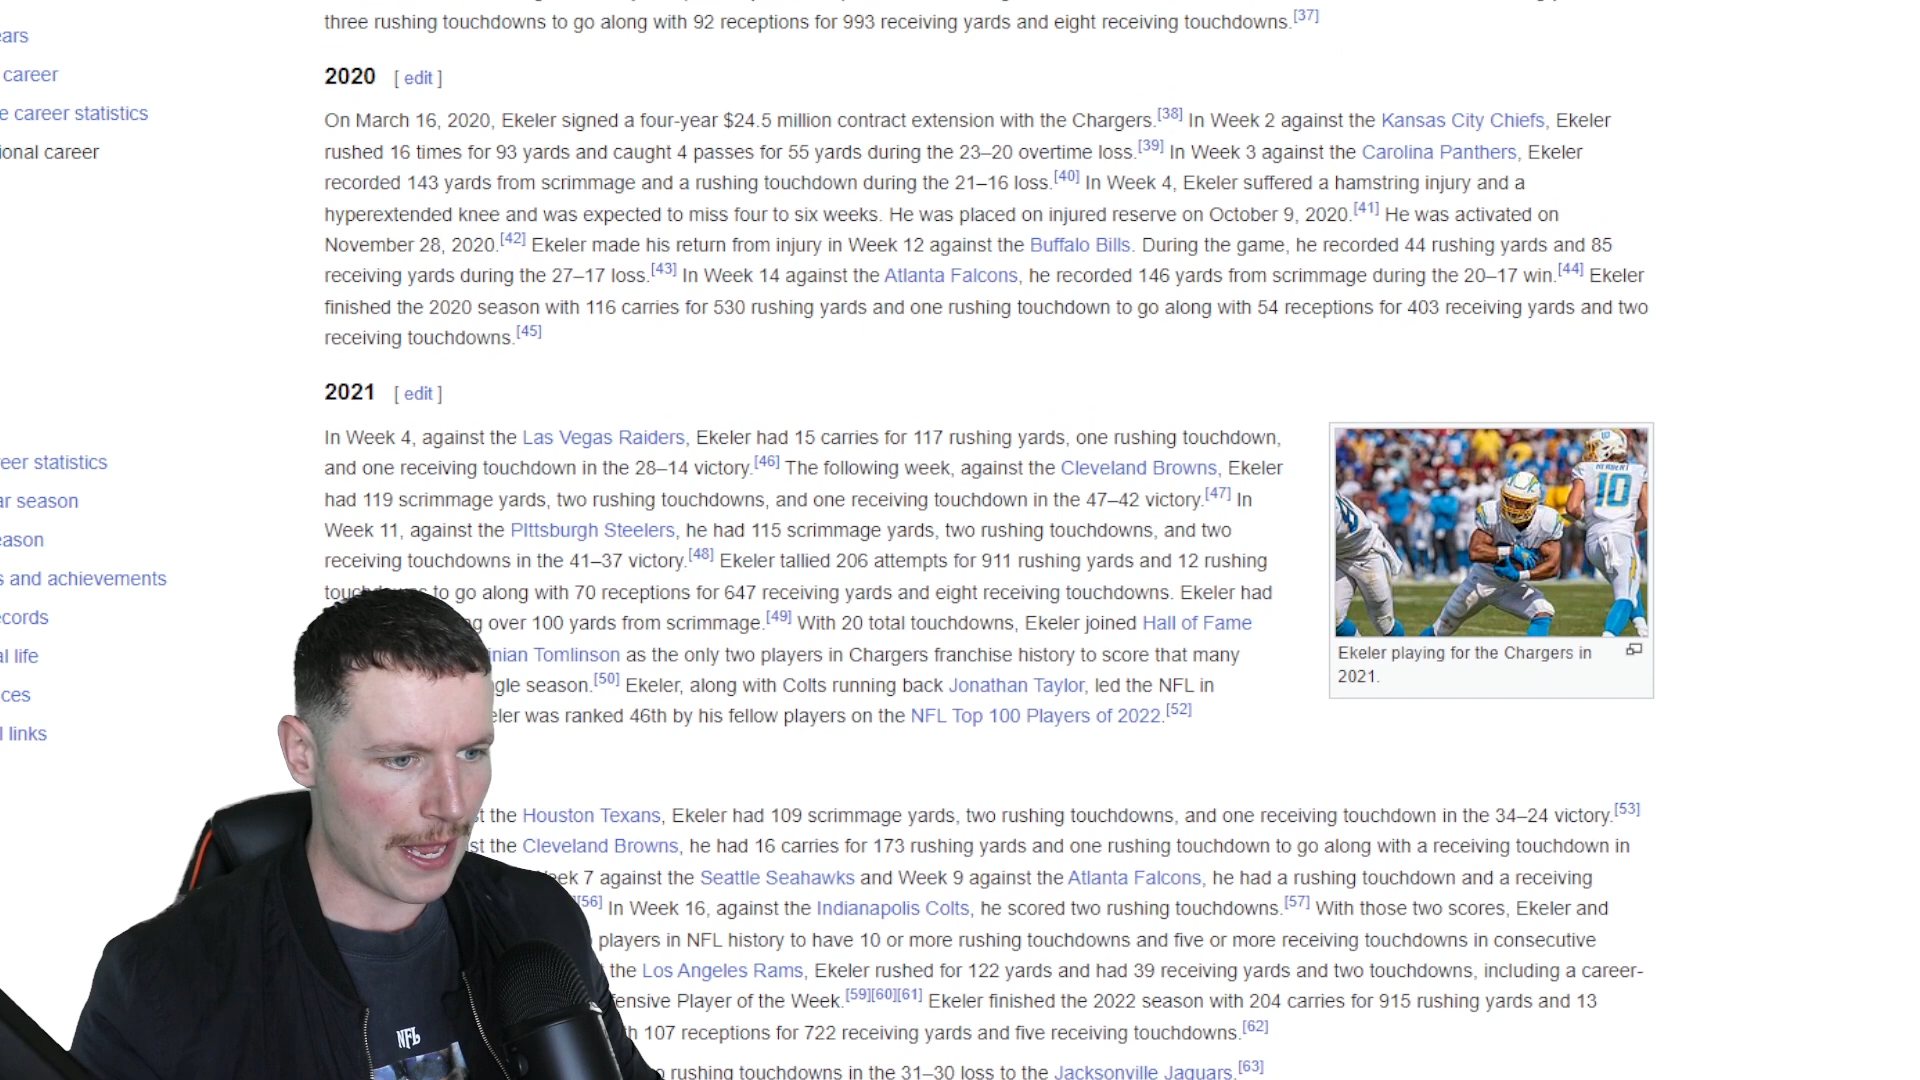 three rushing touchdowns to go along with 92 receptions for 993 receiving yards and eight receiving touchdowns.[37]
ears
career
e career statistics
ional career
eer statistics
ar season
eason
s and achievements
ecords
al life
ces
l links
2020 [ edit ]
On March 16, 2020, Ekeler signed a four-year $24.5 million contract extension with the Chargers.[38] In Week 2 against the Kansas City Chiefs, Ekeler
rushed 16 times for 93 yards and caught 4 passes for 55 yards during the 23–20 overtime loss.[39] In Week 3 against the Carolina Panthers, Ekeler
recorded 143 yards from scrimmage and a rushing touchdown during the 21–16 loss.[40] In Week 4, Ekeler suffered a hamstring injury and a
hyperextended knee and was expected to miss four to six weeks. He was placed on injured reserve on October 9, 2020.[41] He was activated on
November 28, 2020.[42] Ekeler made his return from injury in Week 12 against the Buffalo Bills. During the game, he recorded 44 rushing yards and 85
receiving yards during the 27–17 loss.[43] In Week 14 against the Atlanta Falcons, he recorded 146 yards from scrimmage during the 20–17 win.[44] Ekeler
finished the 2020 season with 116 carries for 530 rushing yards and one rushing touchdown to go along with 54 receptions for 403 receiving yards and two
receiving touchdowns.[45]
2021 [ edit ]
In Week 4, against the Las Vegas Raiders, Ekeler had 15 carries for 117 rushing yards, one rushing touchdown,
and one receiving touchdown in the 28–14 victory.[46] The following week, against the Cleveland Browns, Ekeler
had 119 scrimmage yards, two rushing touchdowns, and one receiving touchdown in the 47–42 victory.[47] In
Week 11, against the PIttsburgh Steelers, he had 115 scrimmage yards, two rushing touchdowns, and two
receiving touchdowns in the 41–37 victory.[48] Ekeler tallied 206 attempts for 911 rushing yards and 12 rushing
touchdowns to go along with 70 receptions for 647 receiving yards and eight receiving touchdowns. Ekeler had
g over 100 yards from scrimmage.[49] With 20 total touchdowns, Ekeler joined Hall of Fame
inian Tomlinson as the only two players in Chargers franchise history to score that many
gle season.[50] Ekeler, along with Colts running back Jonathan Taylor, led the NFL in
eler was ranked 46th by his fellow players on the NFL Top 100 Players of 2022.[52]
HERBERT
10
Ekeler playing for the Chargers in
2021.
st the Houston Texans, Ekeler had 109 scrimmage yards, two rushing touchdowns, and one receiving touchdown in the 34–24 victory.[53]
st the Cleveland Browns, he had 16 carries for 173 rushing yards and one rushing touchdown to go along with a receiving touchdown in
Week 7 against the Seattle Seahawks and Week 9 against the Atlanta Falcons, he had a rushing touchdown and a receiving
[56] In Week 16, against the Indianapolis Colts, he scored two rushing touchdowns.[57] With those two scores, Ekeler and
players in NFL history to have 10 or more rushing touchdowns and five or more receiving touchdowns in consecutive
the Los Angeles Rams, Ekeler rushed for 122 yards and had 39 receiving yards and two touchdowns, including a career-
fensive Player of the Week.[59][60][61] Ekeler finished the 2022 season with 204 carries for 915 rushing yards and 13
h 107 receptions for 722 receiving yards and five receiving touchdowns.[62]
o rushing touchdowns in the 31–30 loss to the Jacksonville Jaguars.[63]
NFL